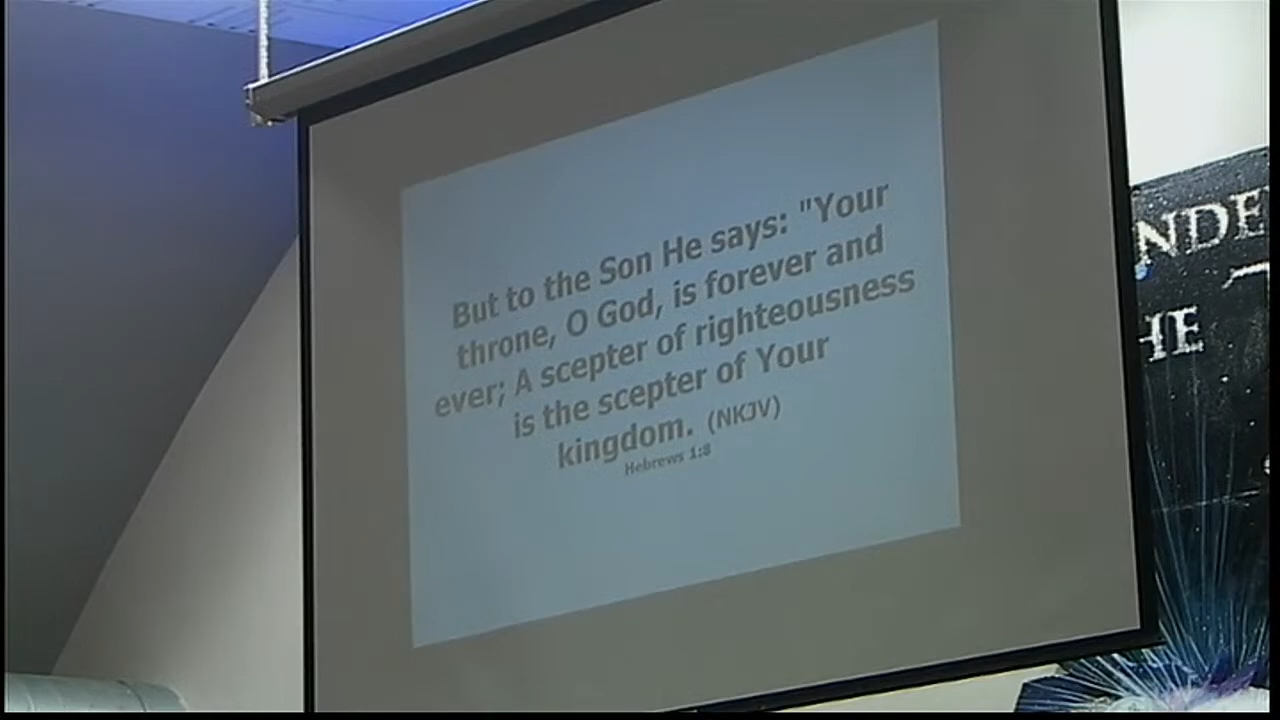 But to the Son He says: "Your
throne, O God, is forever and
ever; A scepter of righteousness
is the scepter of Your
kingdom. (NKJV)
Hebrews 1:8
NDE
HE